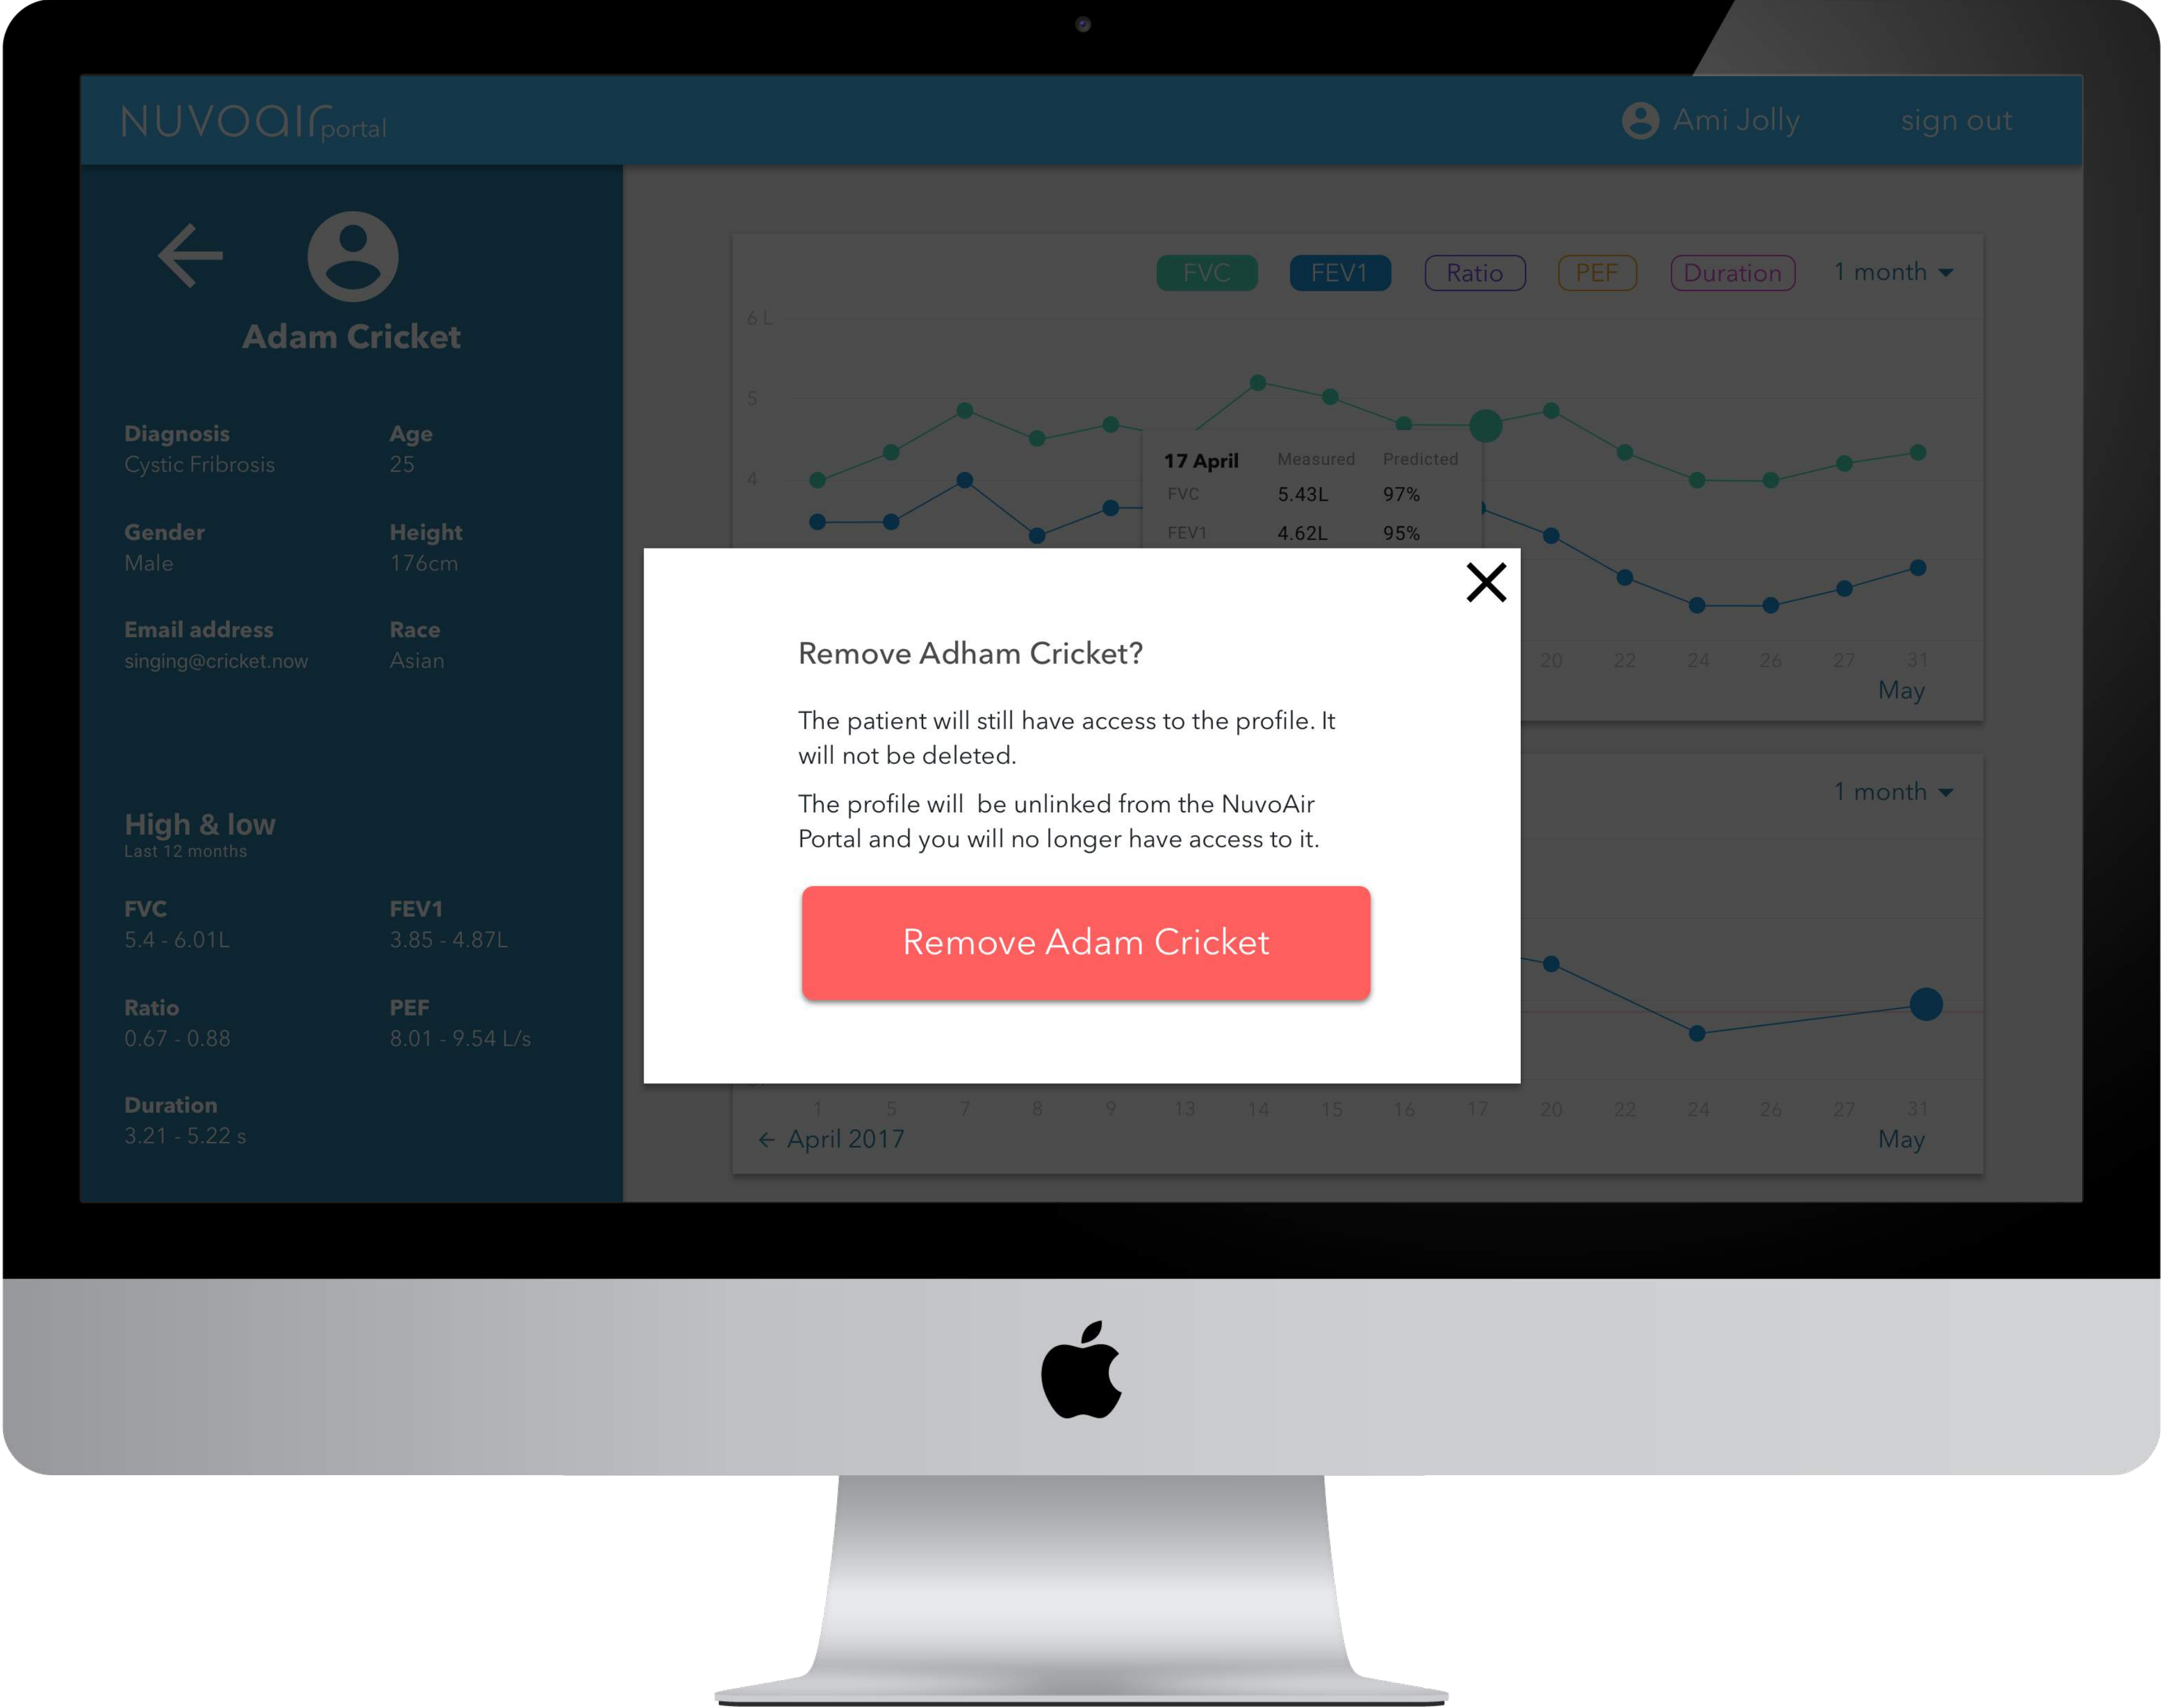 NUVOAIR portal
Ami Jolly
sign out
Adam Cricket
Diagnosis
Cystic Fribrosis
Age
25
Gender
Male
Height
176cm
Email address
singing@cricket.now
Race
Asian
High & low
Last 12 months
FVC
5.4 - 6.01L
FEV1
3.85 - 4.87L
Ratio
0.67 - 0.88
PEF
8.01 - 9.54 L/s
Duration
3.21 - 5.22 s
FVC FEV1 Ratio PEF Duration 1 month
6 L
5
4
17 April Measured Predicted
FVC 5.43L 97%
FEV1 4.62L 95%
20 22 24 26 27 31
May
Remove Adham Cricket?
The patient will still have access to the profile. It
will not be deleted.
The profile will be unlinked from the NuvoAir
Portal and you will no longer have access to it.
Remove Adam Cricket
1 month
1 5 7 8 9 13 14 15 16 17 20 22 24 26 27 31
← April 2017
May